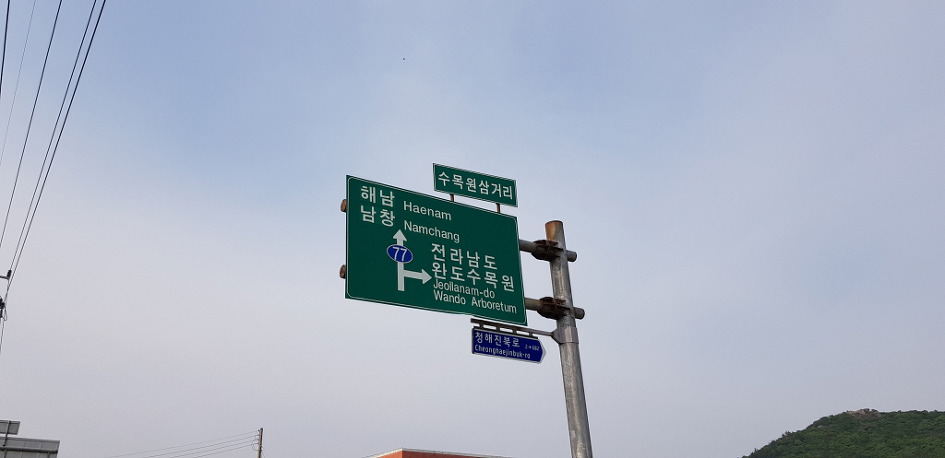 수목원삼거리
해남 Haenam
남창 Namchang
77
전라남도
완도수목원
Jeollanam-do
Wando Arboretum
청해진북로
Cheonghaejinbuk-ro